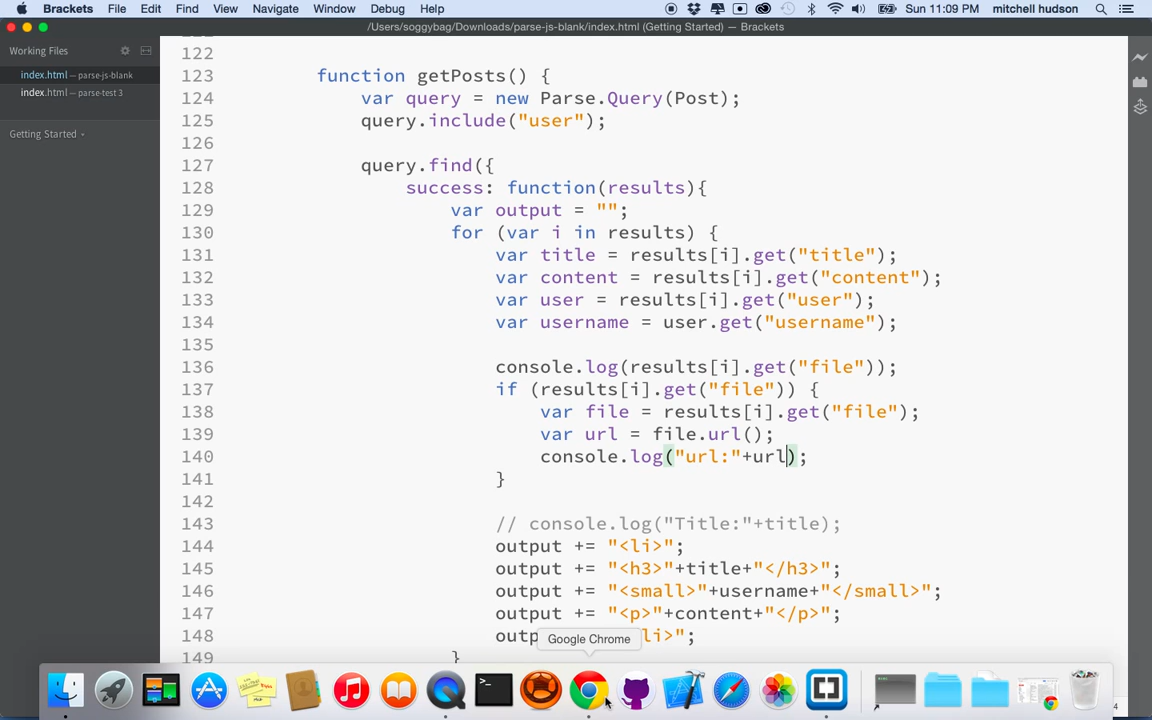 Brackets File Edit Find View Navigate Window Debug Help Sun 11:09 PM mitchell hudson
/Users/soggybag/Downloads/parse-js-blank/index.html (Getting Started) — Brackets
Working Files
index.html — parse-js-blank
index.html — parse-test 3
Getting Started
122
123 function getPosts() {
124 var query = new Parse.Query(Post);
125 query.include("user");
126
127 query.find({
128 success: function(results){
129 var output = "";
130 for (var i in results) {
131 var title = results[i].get("title");
132 var content = results[i].get("content");
133 var user = results[i].get("user");
134 var username = user.get("username");
135
136 console.log(results[i].get("file"));
137 if (results[i].get("file")) {
138 var file = results[i].get("file");
139 var url = file.url();
140 console.log("url:"+url);
141 }
142
143 // console.log("Title:"+title);
144 output += "<li>";
145 output += "<h3>"+title+"</h3>";
146 output += "<small>"+username+"</small>";
147 output += "<p>"+content+"</p>";
148 outp li>";
Google Chrome
149 }